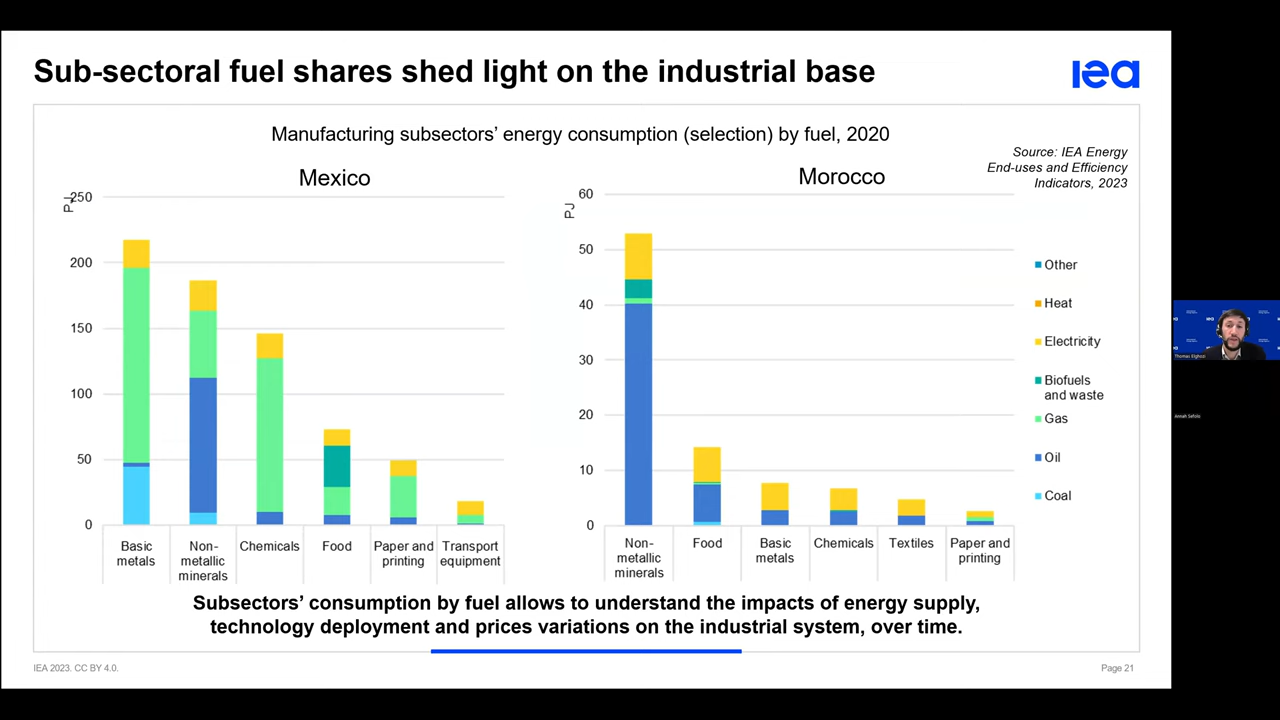 Sub-sectoral fuel shares shed light on the industrial base
iea
Manufacturing subsectors’ energy consumption (selection) by fuel, 2020
Source: IEA Energy
End-uses and Efficiency
Indicators, 2023
Mexico
PJ
250
200
150
100
50
0
Basic
metals
Non-
metallic
minerals
Chemicals
Food
Paper and
printing
Transport
equipment
Morocco
PJ
60
50
40
30
20
10
0
Non-
metallic
minerals
Food
Basic
metals
Chemicals
Textiles
Paper and
printing
Other
Heat
Electricity
Biofuels
and waste
Gas
Oil
Coal
Subsectors’ consumption by fuel allows to understand the impacts of energy supply,
technology deployment and prices variations on the industrial system, over time.
IEA 2023. CC BY 4.0.
Page 21
iea
Thomas Elghozi